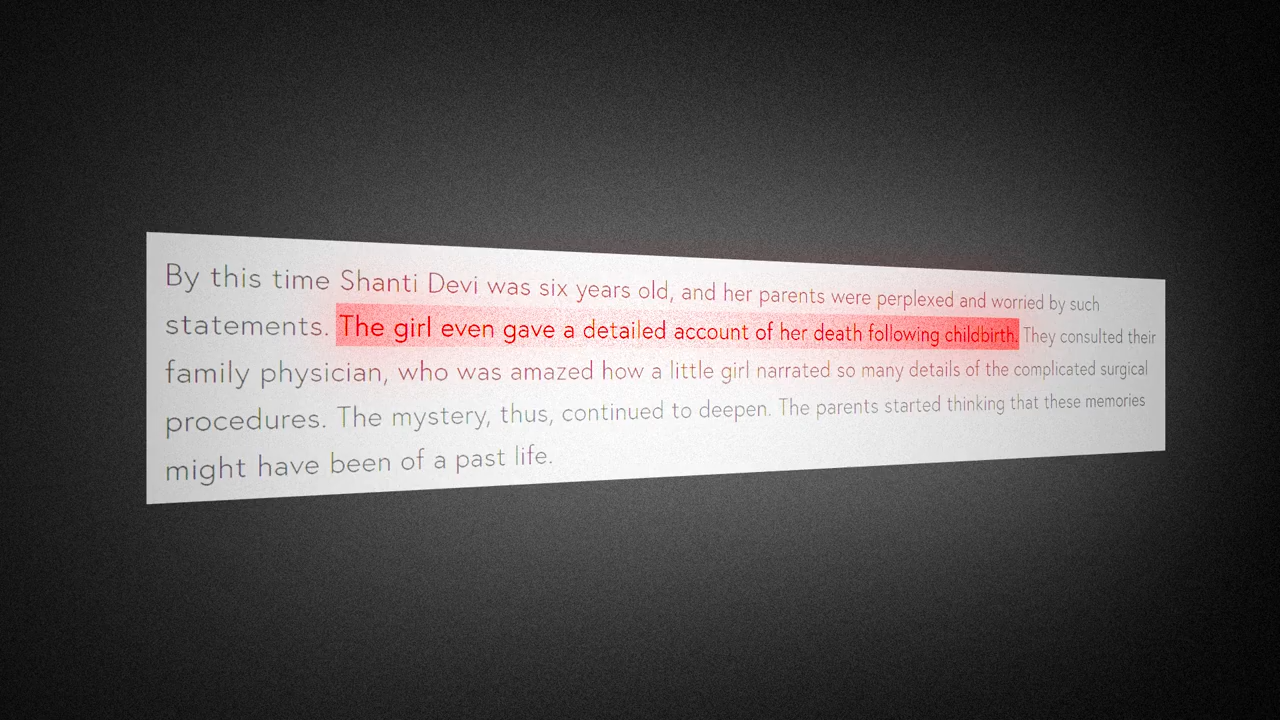 By this time Shanti Devi was six years old, and her parents were perplexed and worried by such
statements. The girl even gave a detailed account of her death following childbirth. They consulted their
family physician, who was amazed how a little girl narrated so many details of the complicated surgical
procedures. The mystery, thus, continued to deepen. The parents started thinking that these memories
might have been of a past life.